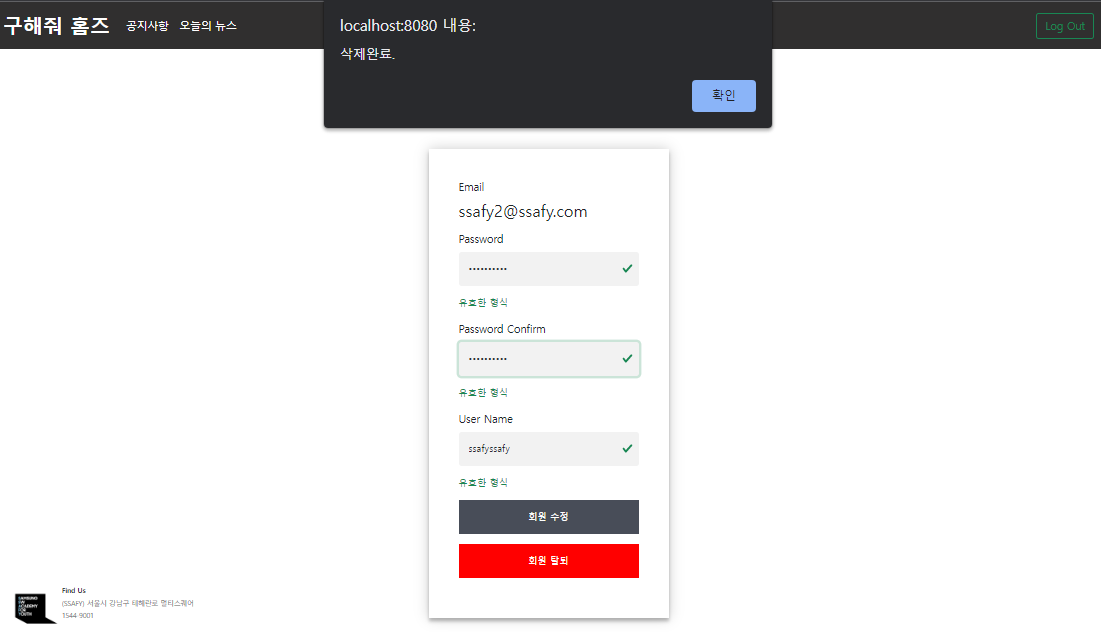 구해줘 홈즈 공지사항 오늘의 뉴스 Log Out
localhost:8080 내용:
삭제완료.
확인
Email
ssafy2@ssafy.com
Password
••••••••••
유효한 형식
Password Confirm
••••••••••
유효한 형식
User Name
ssafyssafy
유효한 형식
회원 수정
회원 탈퇴
SAMSUNG
SW
ACADEMY
FOR
YOUTH
Find Us
(SSAFY) 서울시 강남구 테헤란로 멀티스퀘어
1544-9001